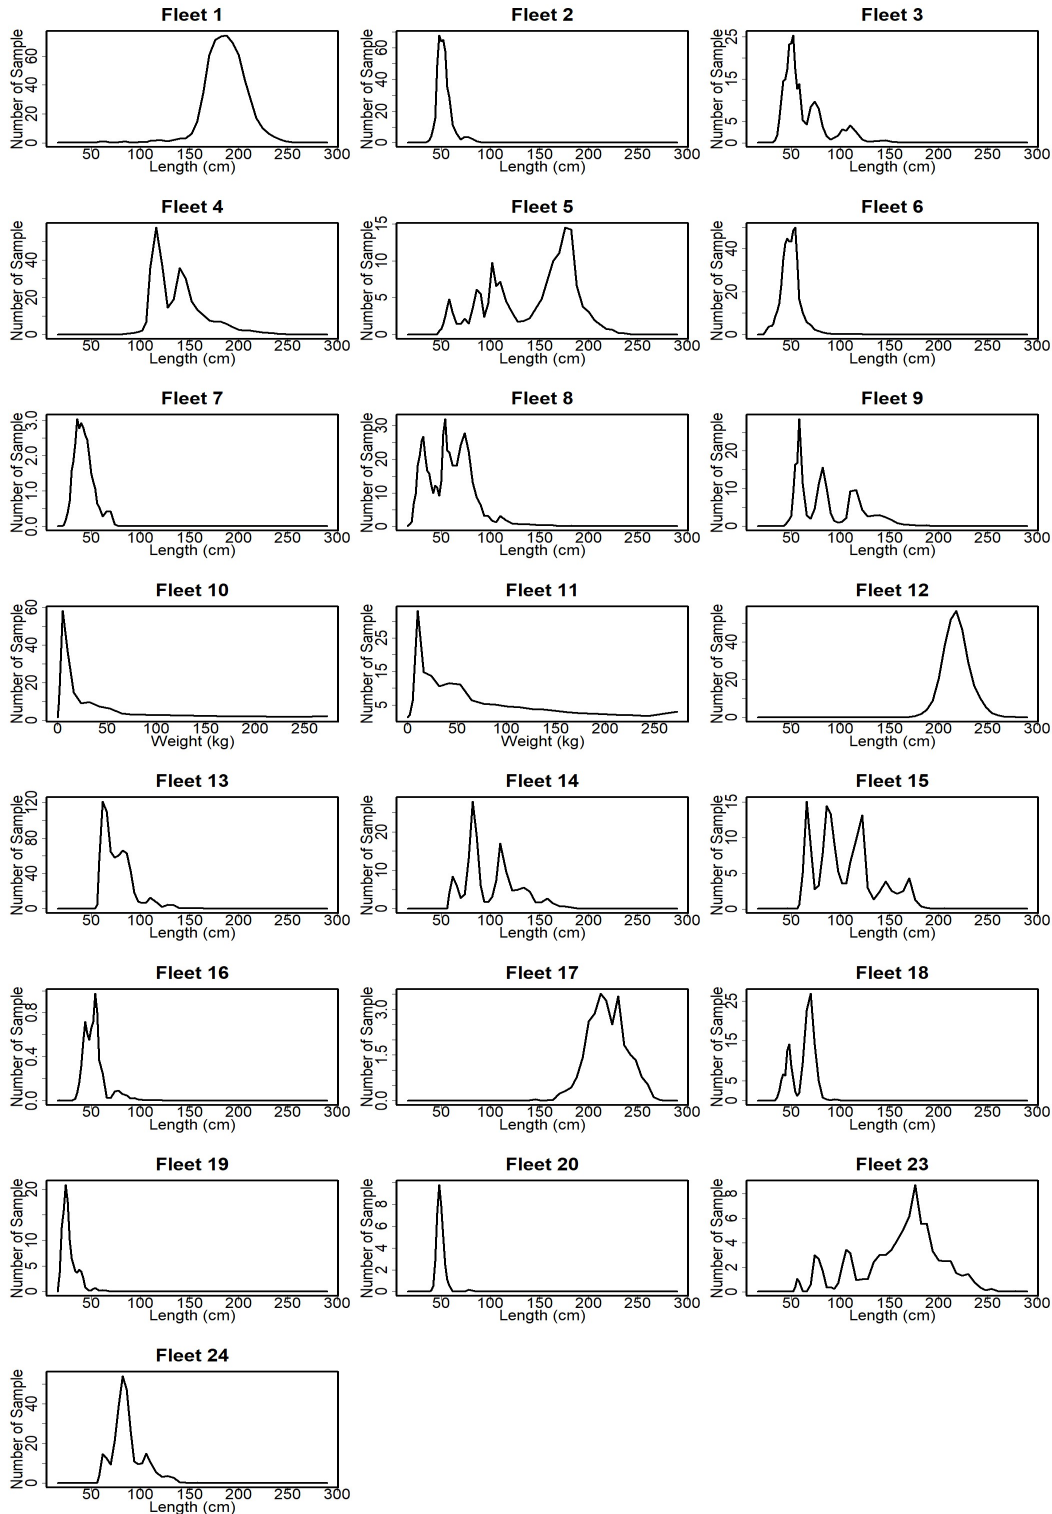 Fleet 1
Number of Sample
0 20 40 60
50 100 150 200 250 300
Length (cm)
Fleet 2
Number of Sample
0 20 40 60
50 100 150 200 250 300
Length (cm)
Fleet 3
Number of Sample
0 5 15 25
50 100 150 200 250 300
Length (cm)
Fleet 4
Number of Sample
0 20 40
50 100 150 200 250 300
Length (cm)
Fleet 5
Number of Sample
0 5 10 15
50 100 150 200 250 300
Length (cm)
Fleet 6
Number of Sample
0 20 40
50 100 150 200 250 300
Length (cm)
Fleet 7
Number of Sample
0.0 1.0 2.0 3.0
50 100 150 200 250 300
Length (cm)
Fleet 8
Number of Sample
0 10 20 30
50 100 150 200 250 300
Length (cm)
Fleet 9
Number of Sample
0 10 20
50 100 150 200 250 300
Length (cm)
Fleet 10
Number of Sample
0 20 40 60
0 50 100 150 200 250
Weight (kg)
Fleet 11
Number of Sample
5 15 25
0 50 100 150 200 250
Weight (kg)
Fleet 12
Number of Sample
0 20 40
50 100 150 200 250 300
Length (cm)
Fleet 13
Number of Sample
0 40 80 120
50 100 150 200 250 300
Length (cm)
Fleet 14
Number of Sample
0 10 20
50 100 150 200 250 300
Length (cm)
Fleet 15
Number of Sample
0 5 10 15
50 100 150 200 250 300
Length (cm)
Fleet 16
Number of Sample
0.0 0.4 0.8
50 100 150 200 250 300
Length (cm)
Fleet 17
Number of Sample
0.0 1.5 3.0
50 100 150 200 250 300
Length (cm)
Fleet 18
Number of Sample
0 5 15 25
50 100 150 200 250 300
Length (cm)
Fleet 19
Number of Sample
0 5 10 20
50 100 150 200 250 300
Length (cm)
Fleet 20
Number of Sample
0 2 4 6 8
50 100 150 200 250 300
Length (cm)
Fleet 23
Number of Sample
0 2 4 6 8
50 100 150 200 250 300
Length (cm)
Fleet 24
Number of Sample
0 20 40
50 100 150 200 250 300
Length (cm)